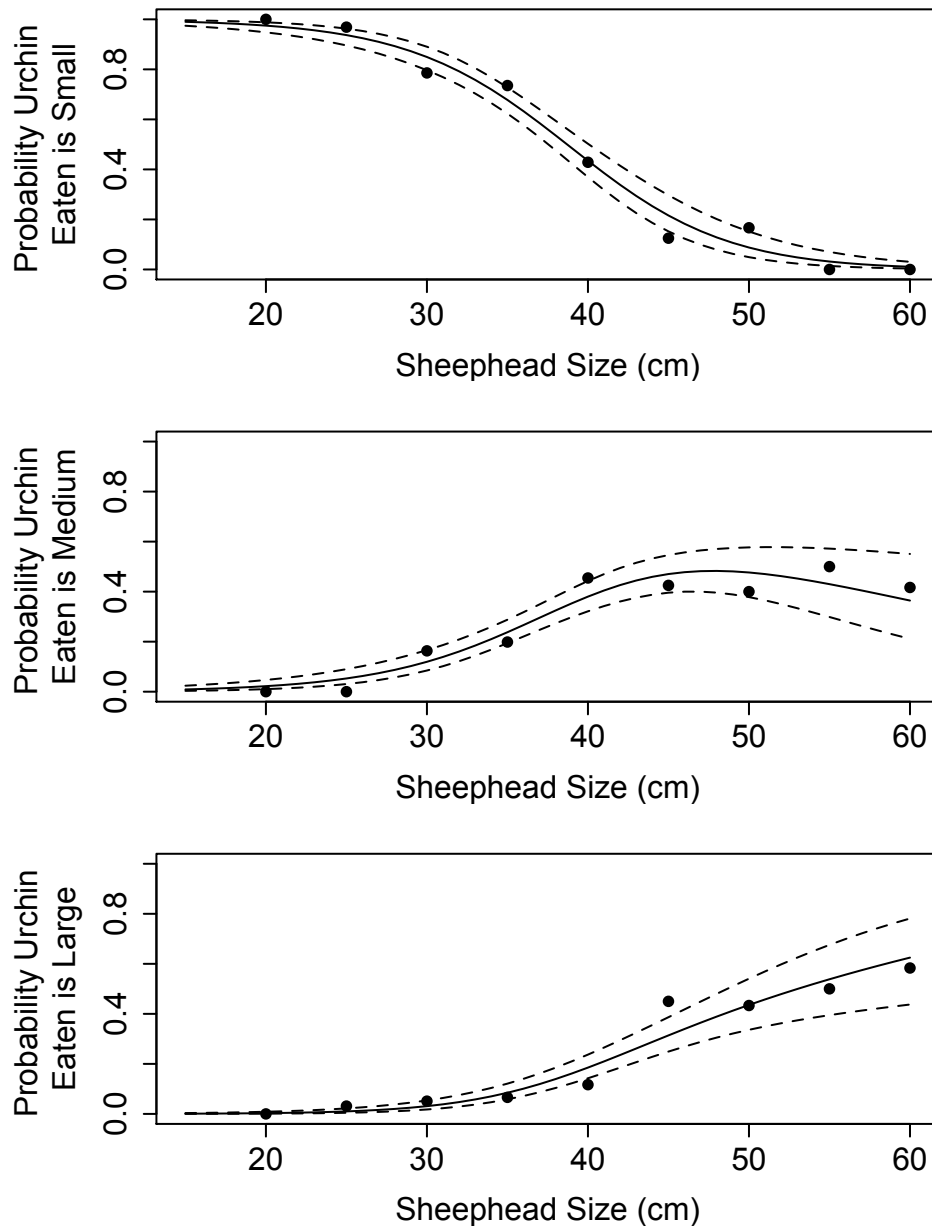 Probability Urchin
Eaten is Small
0.0 0.4 0.8
20 30 40 50 60
Sheephead Size (cm)
Probability Urchin
Eaten is Medium
0.0 0.4 0.8
20 30 40 50 60
Sheephead Size (cm)
Probability Urchin
Eaten is Large
0.0 0.4 0.8
20 30 40 50 60
Sheephead Size (cm)